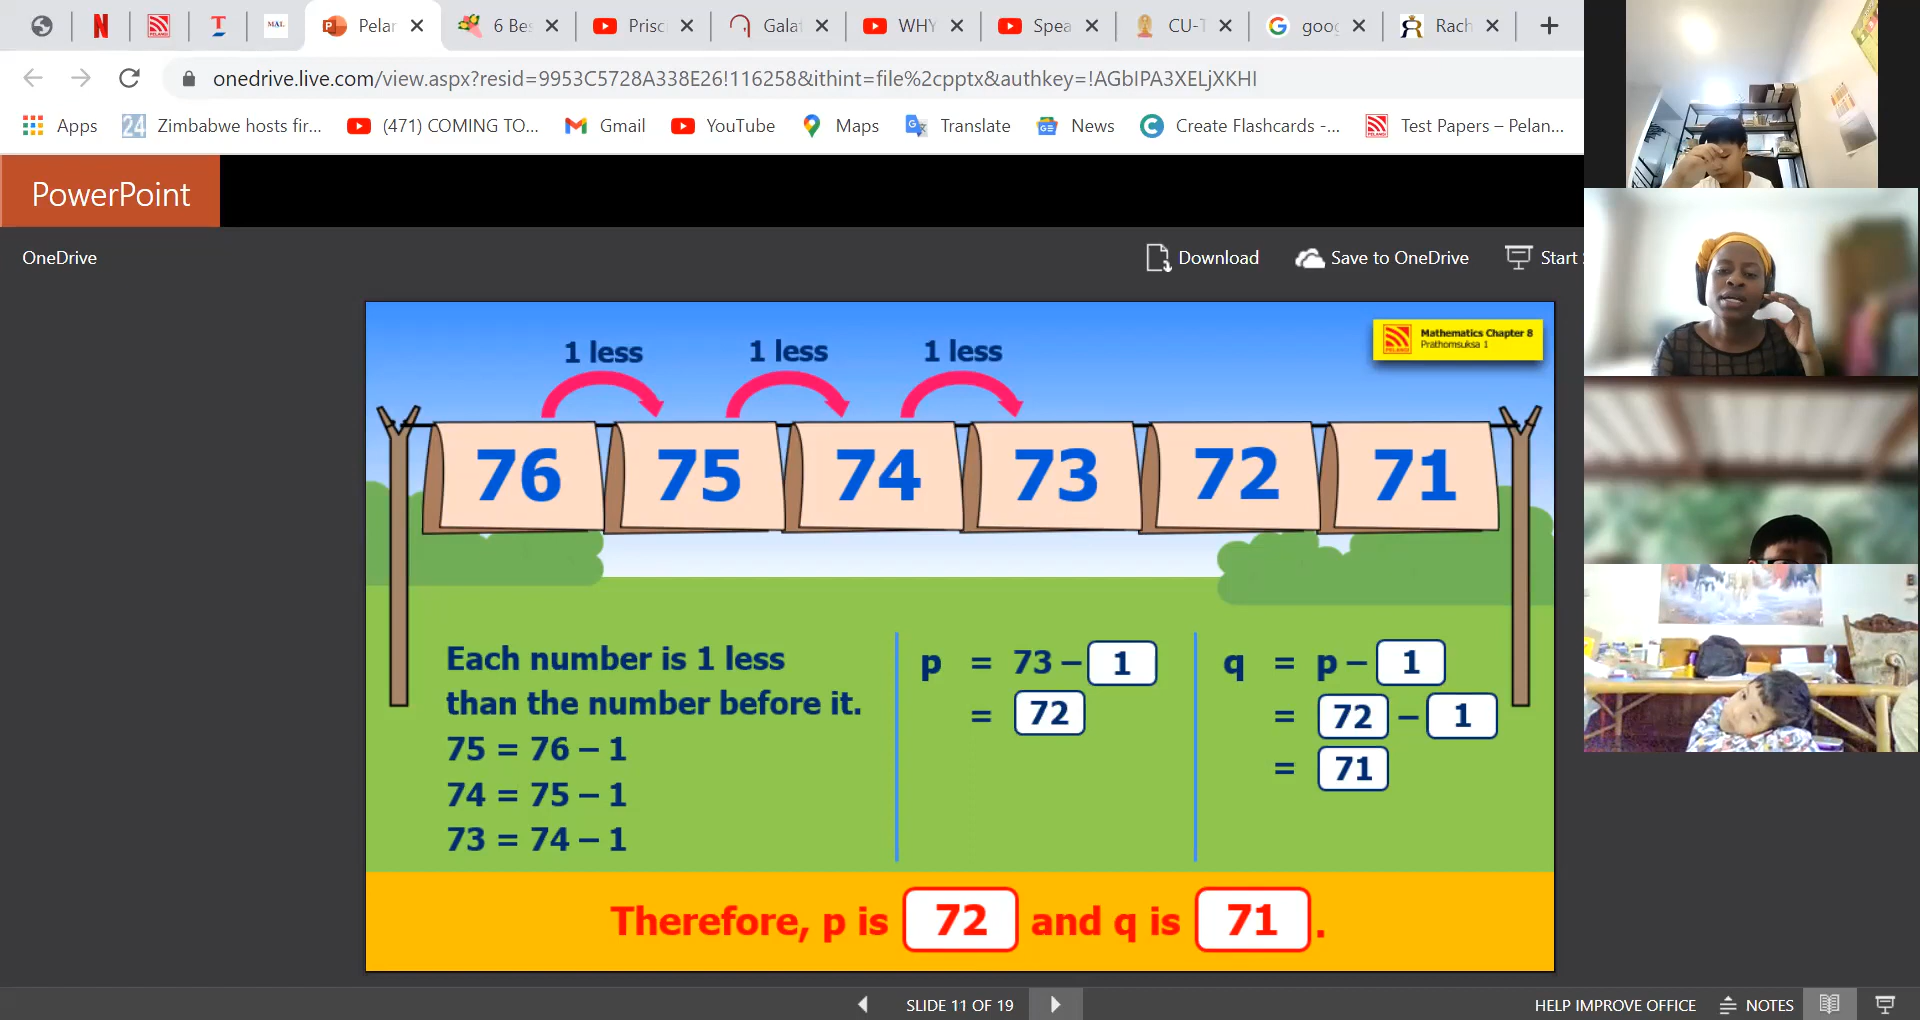 Pelar
6 Bes
Prisc
Galat
WHY
Spea
CU-T
goog
Rach
onedrive.live.com/view.aspx?resid=9953C5728A338E26!116258&ithint=file%2cpptx&authkey=!AGbIPA3XELjXKHI
Apps
Zimbabwe hosts fir...
(471) COMING TO...
Gmail
YouTube
Maps
Translate
News
Create Flashcards -...
Test Papers – Pelan...
PowerPoint
OneDrive
Download
Save to OneDrive
Start
Mathematics Chapter 8
Prathomsuksa 1
PELANGI
1 less
1 less
1 less
76 75 74 73 72 71
Each number is 1 less
than the number before it.
75 = 76 – 1
74 = 75 – 1
73 = 74 – 1
p = 73 – 1
= 72
q = p – 1
= 72 – 1
= 71
Therefore, p is 72 and q is 71 .
SLIDE 11 OF 19
HELP IMPROVE OFFICE
NOTES